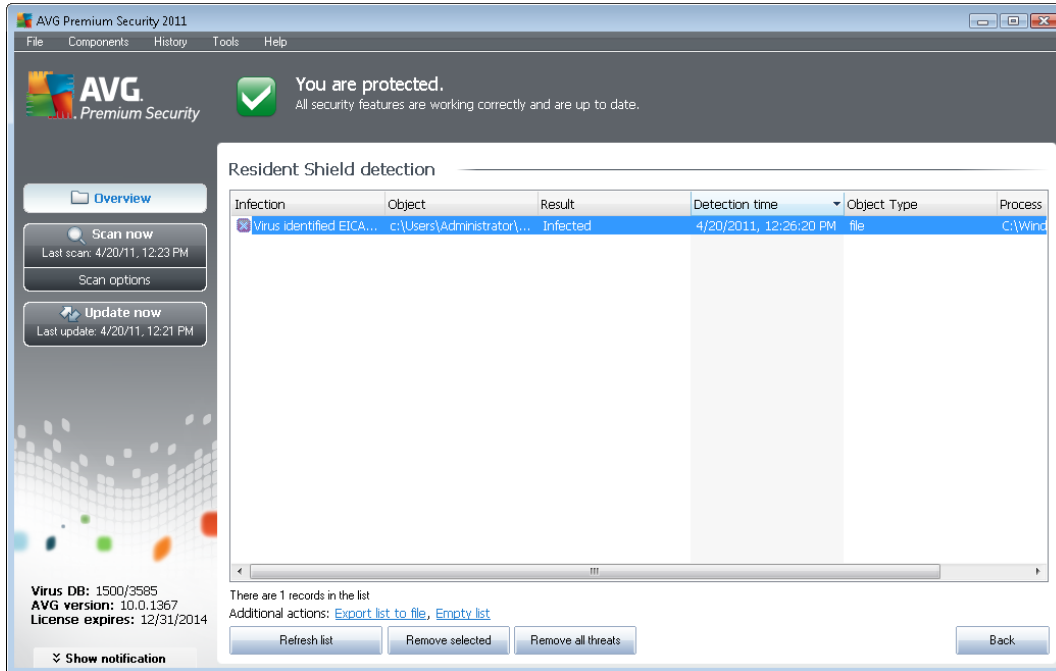 AVG Premium Security 2011
File Components History Tools Help
AVG.
Premium Security
You are protected.
All security features are working correctly and are up to date.
Overview
Scan now
Last scan: 4/20/11, 12:23 PM
Scan options
Update now
Last update: 4/20/11, 12:21 PM
Resident Shield detection
Infection Object Result Detection time Object Type Process
Virus identified EICA... c:\Users\Administrator\... Infected 4/20/2011, 12:26:20 PM file C:\Wind
There are 1 records in the list
Additional actions: Export list to file, Empty list
Refresh list Remove selected Remove all threats Back
Virus DB: 1500/3585
AVG version: 10.0.1367
License expires: 12/31/2014
Show notification